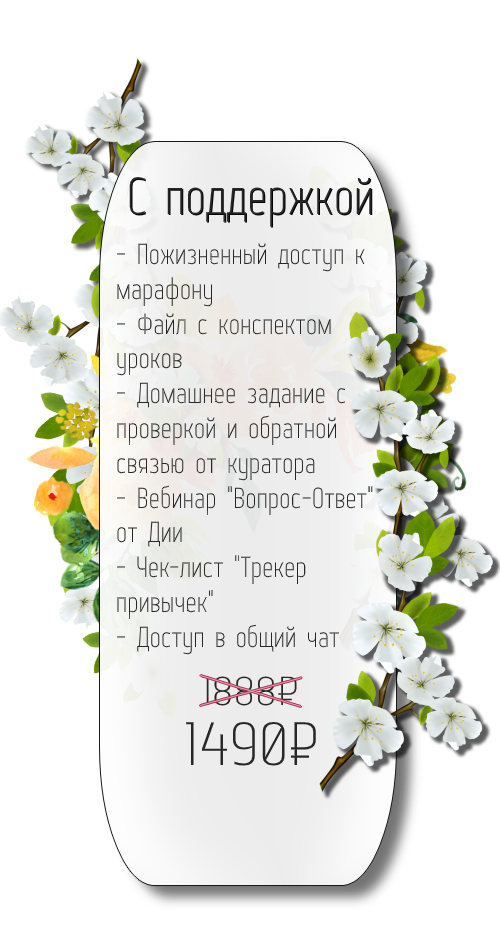 С поддержкой
- Пожизненный доступ к
марафону
- Файл с конспектом
уроков
- Домашнее задание с
проверкой и обратной
связью от куратора
- Вебинар "Вопрос-Ответ"
от Дии
- Чек-лист "Трекер
привычек"
- Доступ в общий чат
1888₽
1490₽